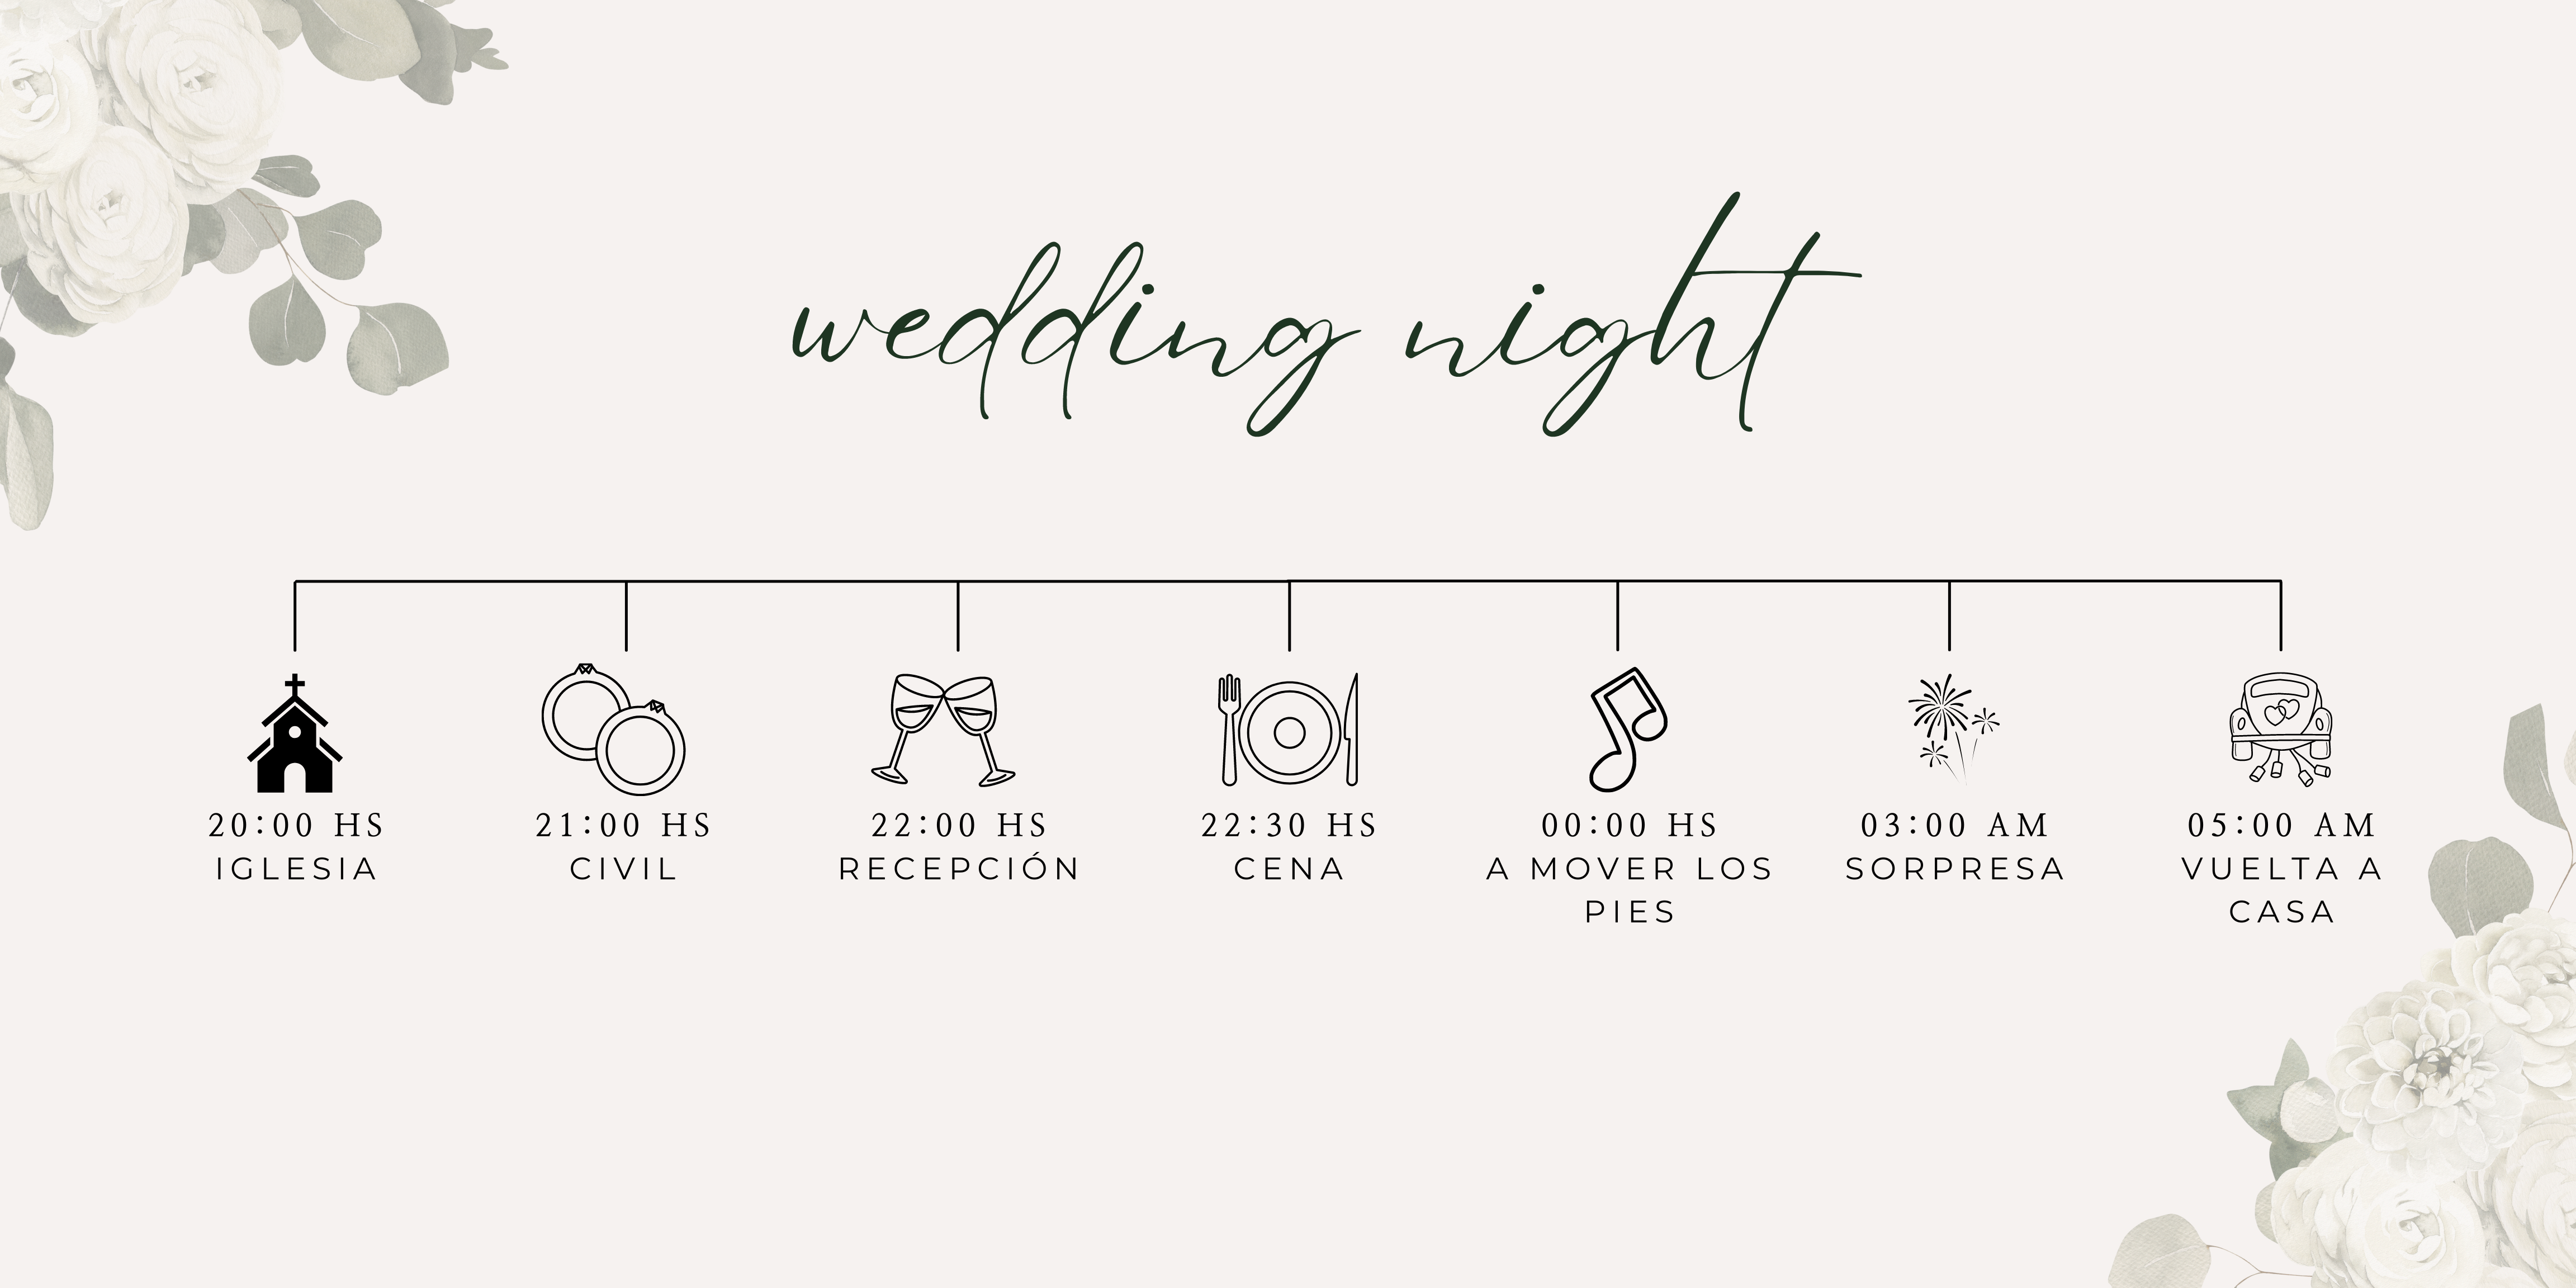 wedding night
20:00 HS
IGLESIA
21:00 HS
CIVIL
22:00 HS
RECEPCIÓN
22:30 HS
CENA
00:00 HS
A MOVER LOS
PIES
03:00 AM
SORPRESA
05:00 AM
VUELTA A
CASA